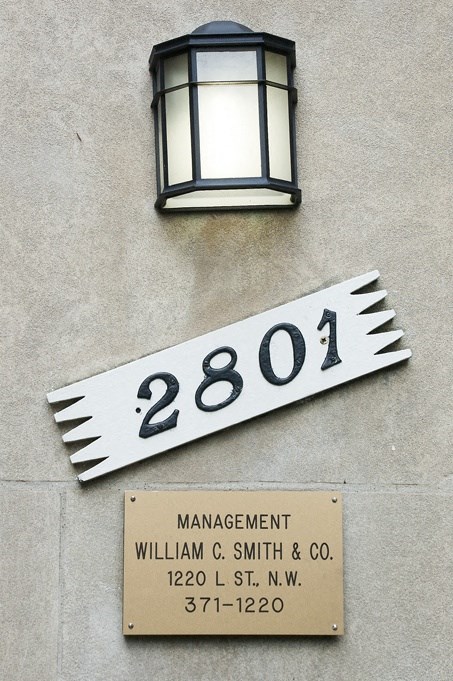 2801
MANAGEMENT
WILLIAM C. SMITH & CO.
1220 L ST., N.W.
371-1220